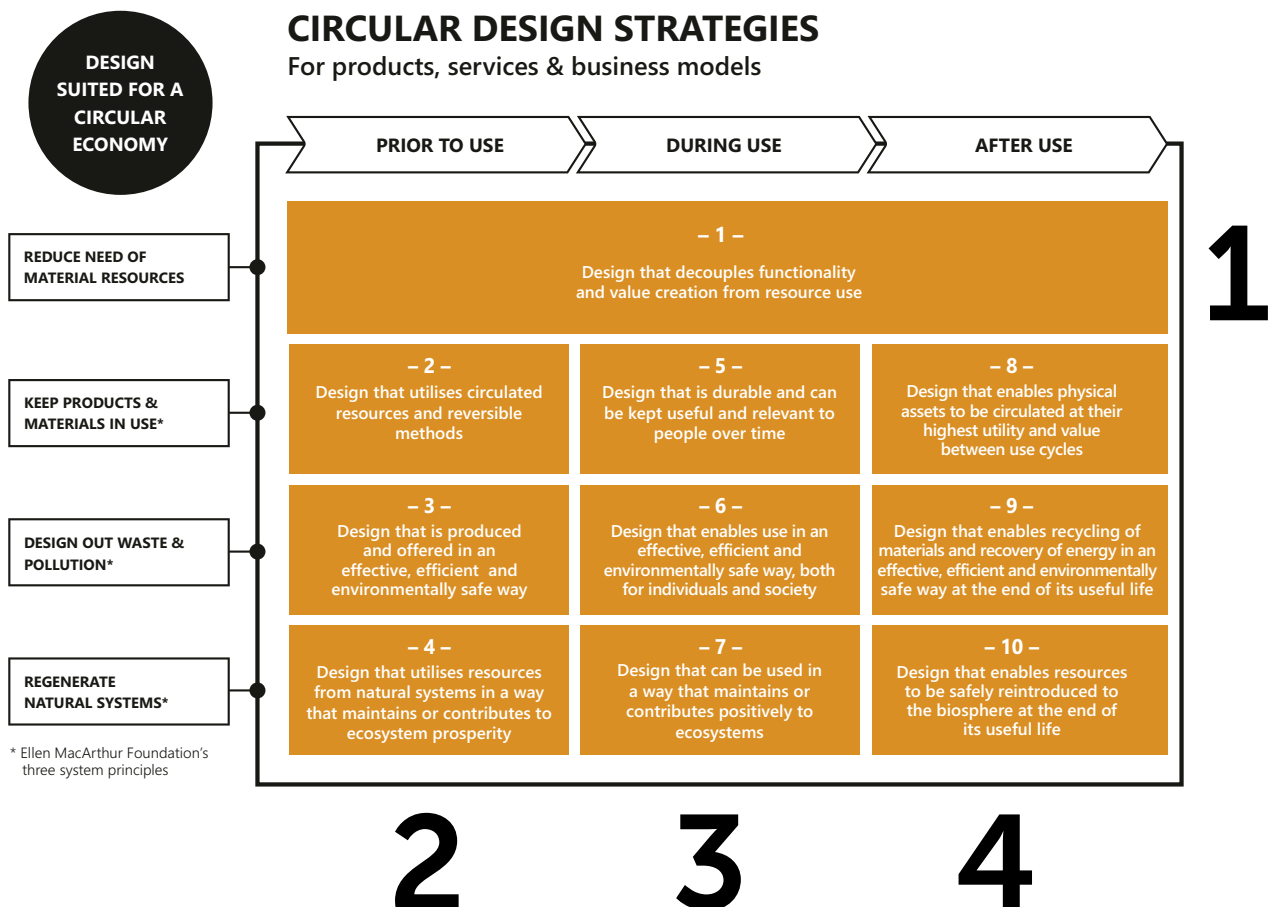 DESIGN
SUITED FOR A
CIRCULAR
ECONOMY
CIRCULAR DESIGN STRATEGIES
For products, services & business models
PRIOR TO USE
DURING USE
AFTER USE
REDUCE NEED OF
MATERIAL RESOURCES
– 1 –
Design that decouples functionality
and value creation from resource use
1
KEEP PRODUCTS &
MATERIALS IN USE*
– 2 –
Design that utilises circulated
resources and reversible
methods
– 5 –
Design that is durable and can
be kept useful and relevant to
people over time
– 8 –
Design that enables physical
assets to be circulated at their
highest utility and value
between use cycles
DESIGN OUT WASTE &
POLLUTION*
– 3 –
Design that is produced
and offered in an
effective, efficient and
environmentally safe way
– 6 –
Design that enables use in an
effective, efficient and
environmentally safe way, both
for individuals and society
– 9 –
Design that enables recycling of
materials and recovery of energy in an
effective, efficient and environmentally
safe way at the end of its useful life
REGENERATE
NATURAL SYSTEMS*
– 4 –
Design that utilises resources
from natural systems in a way
that maintains or contributes to
ecosystem prosperity
– 7 –
Design that can be used in
a way that maintains or
contributes positively to
ecosystems
– 10 –
Design that enables resources
to be safely reintroduced to
the biosphere at the end of
its useful life
* Ellen MacArthur Foundation's
three system principles
2
3
4